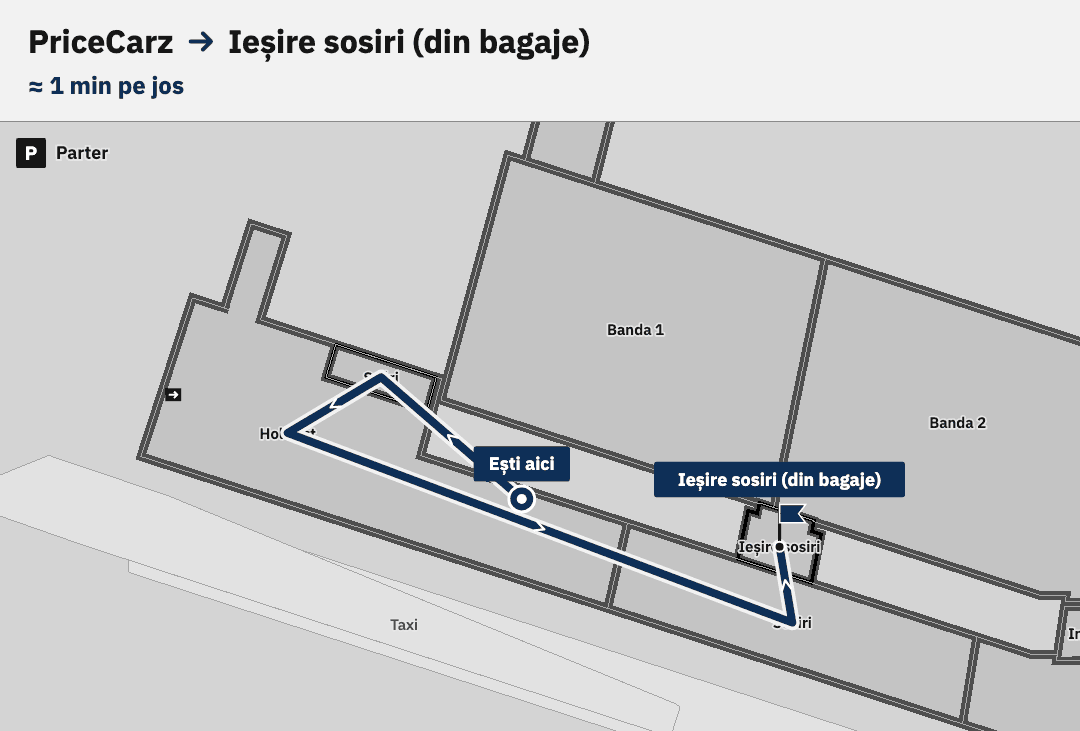 PriceCarz → Ieșire sosiri (din bagaje)
≈ 1 min pe jos
P Parter
Banda 1
Banda 2
Ești aici
Ieșire sosiri (din bagaje)
Taxi